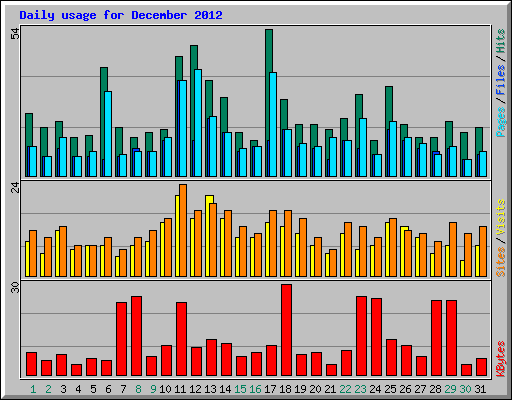 Daily usage for December 2012
54
Pages/Files/Hits
24
Sites/Visits
30
KBytes
1 2 3 4 5 6 7 8 9 10 11 12 13 14 15 16 17 18 19 20 21 22 23 24 25 26 27 28 29 30 31